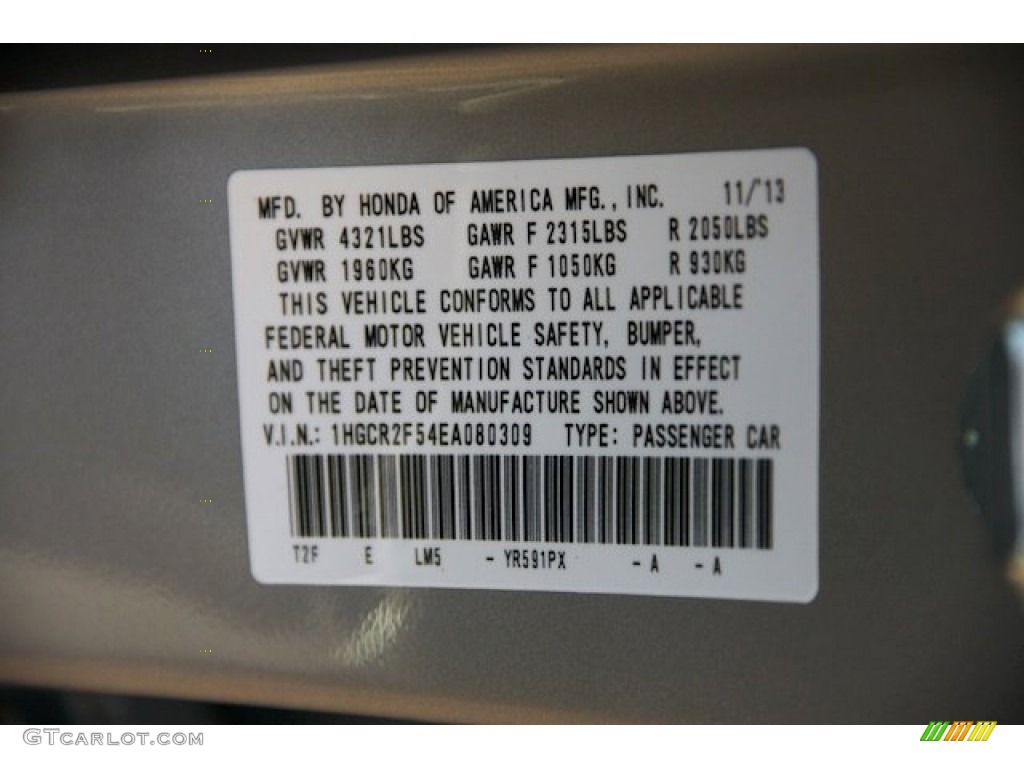 MFD. BY HONDA OF AMERICA MFG., INC. 11/'13
GVWR 4321LBS GAWR F 2315LBS R 2050LBS
GVWR 1960KG GAWR F 1050KG R 930KG
THIS VEHICLE CONFORMS TO ALL APPLICABLE
FEDERAL MOTOR VEHICLE SAFETY, BUMPER,
AND THEFT PREVENTION STANDARDS IN EFFECT
ON THE DATE OF MANUFACTURE SHOWN ABOVE.
V.I.N.: 1HGCR2F54EA080309 TYPE: PASSENGER CAR
T2F E LM5 - YR591PX - A - A
GTCARLOT.COM